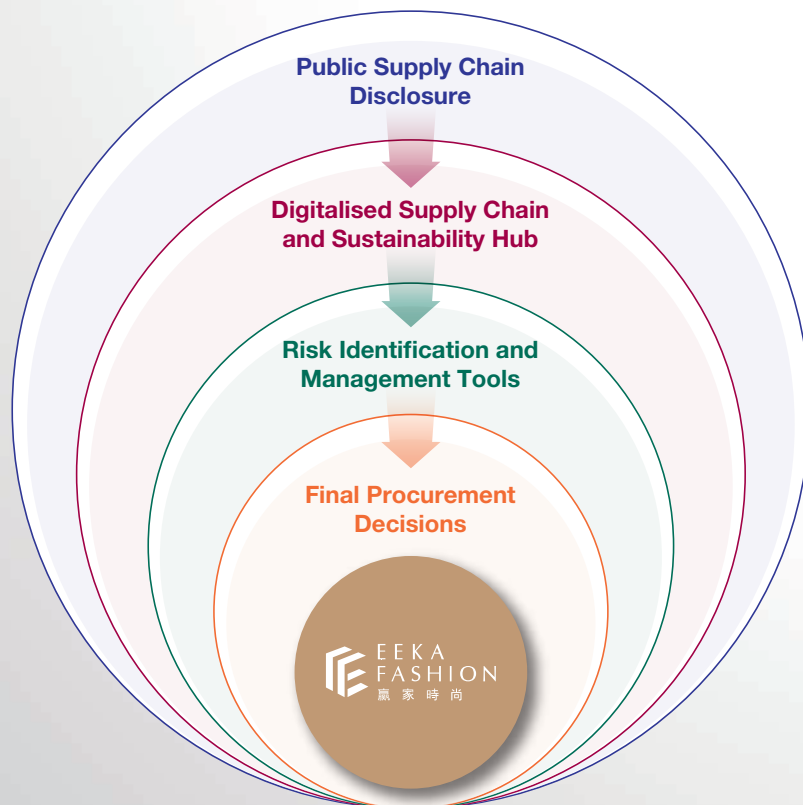 Public Supply Chain
Disclosure
Digitalised Supply Chain
and Sustainability Hub
Risk Identification and
Management Tools
Final Procurement
Decisions
EEKA
FASHION
贏家時尚